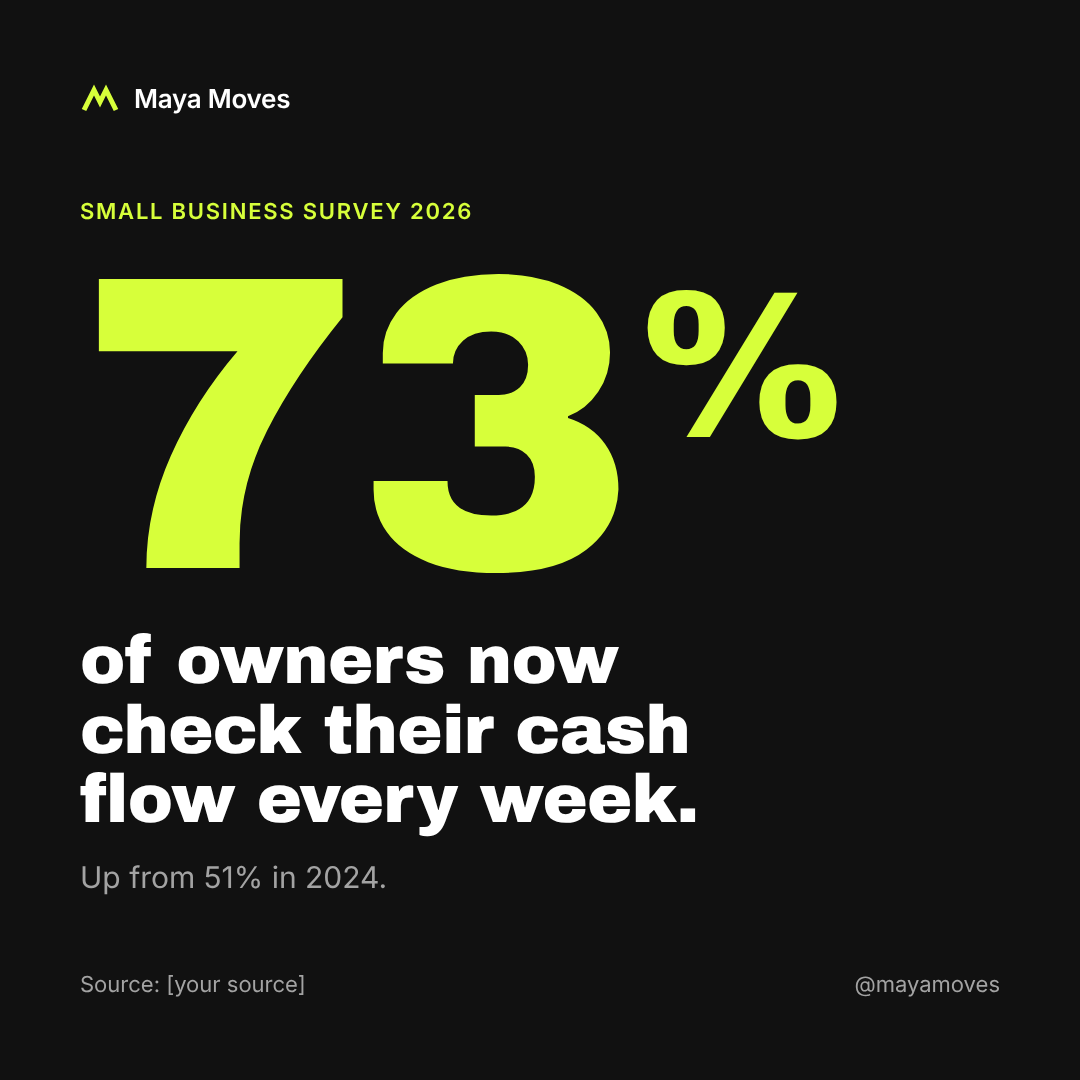 Maya Moves
SMALL BUSINESS SURVEY 2026
73%
of owners now
check their cash
flow every week.
Up from 51% in 2024.
Source: [your source]
@mayamoves